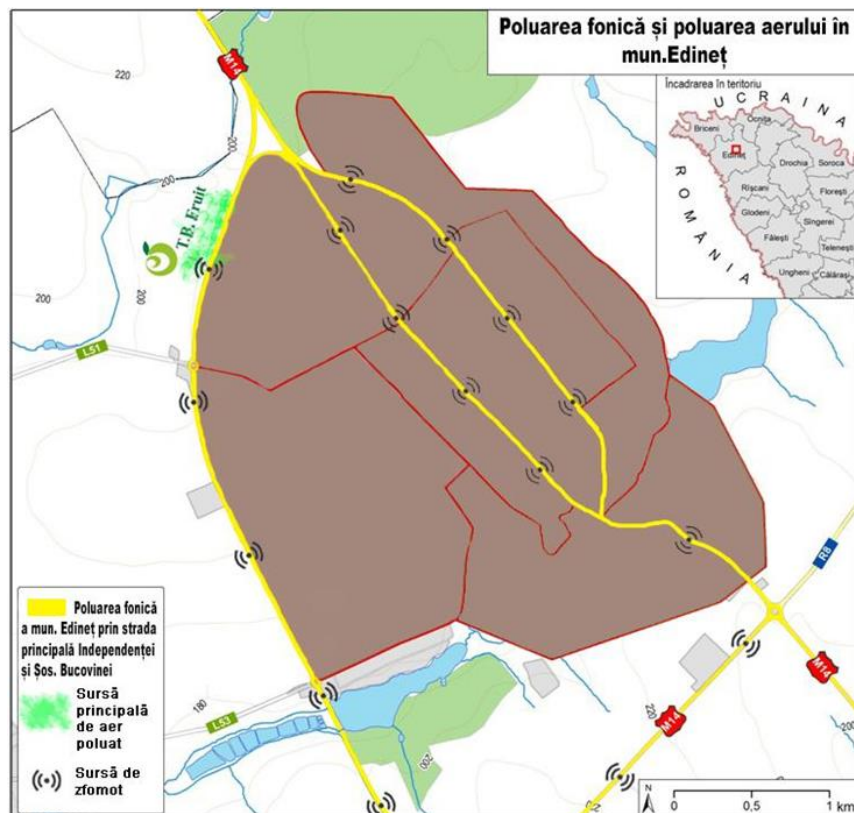 Poluarea fonică și poluarea aerului în
mun.Edineț
Încadrarea în teritoriu
UCRAINA
ROMÂNIA
Briceni
Ocnița
Edineț
Drochia
Soroca
Rîșcani
Florești
Glodeni
Sîngerei
Fălești
Telenești
Ungheni
Călărași
M14
220
200
200
200
200
200
T.B. Fruit
L51
R8
M14
M14
L53
180
200
220
200
Poluarea fonică
a mun. Edineț prin strada
principală Independenței
și Șos. Bucovinei
Sursă
principală
de aer
poluat
Sursă de
zfomot
N
0
0,5
1 km